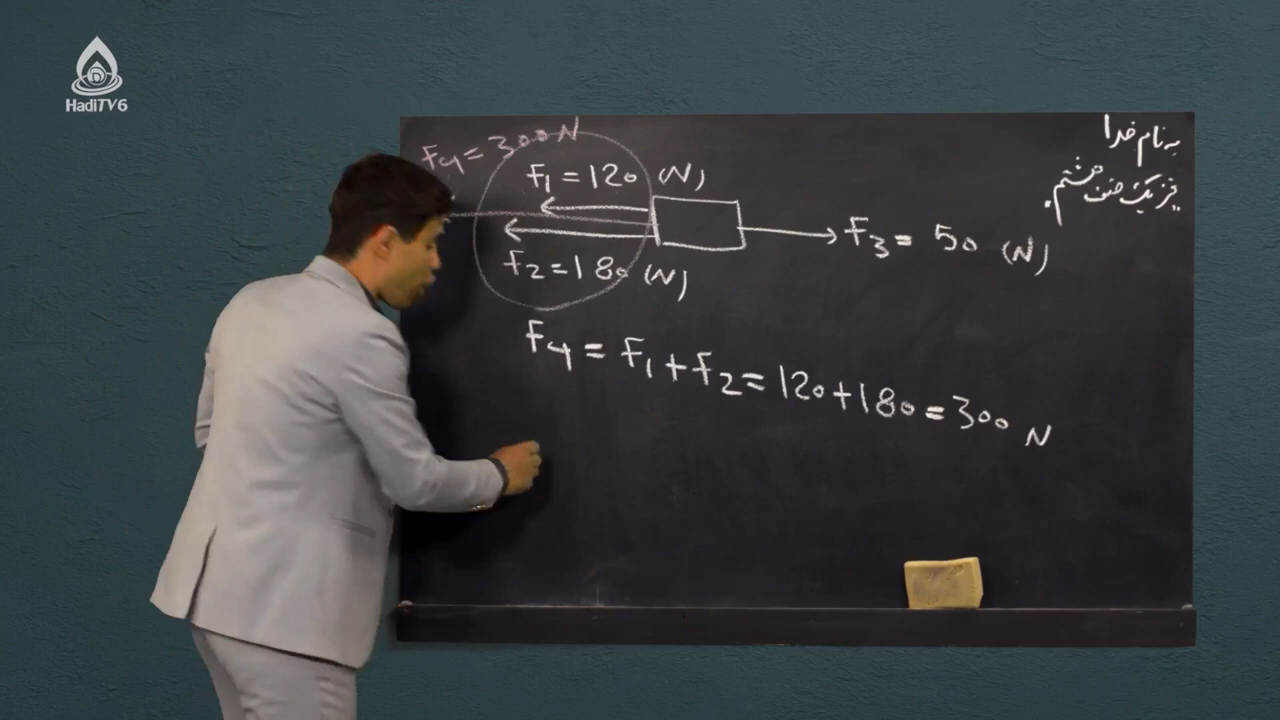 HadiTV6
به نام خدا
فیزیک صنف هشتم.
F4 = 300 N
F1 = 120 (N)
F3 = 50 (N)
F2 = 180 (N)
F4 = F1 + F2 = 120 + 180 = 300 N